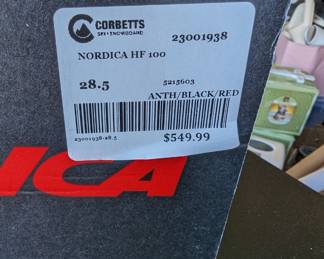 CORBETTS
SKI • SNOWBOARD
23001938
NORDICA HF 100
28.5
5215603
ANTH/BLACK/RED
23001938-28.5
$549.99
ICA